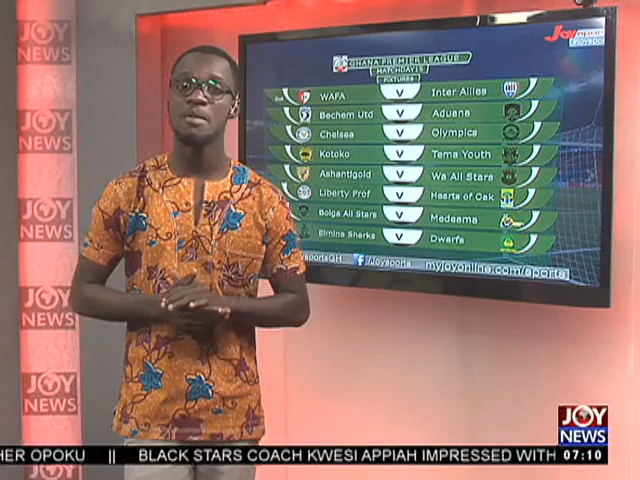 JOY
NEWS
JOY
NEWS
JOY
NEWS
JOY
NEWS
JOY
NEWS
JOY
Joy sports
GHANA PREMIER LEAGUE
FIXTURES
WAFA V Inter Allies
Bechem Utd V Aduana
Chelsea V Olympics
Kotoko V Tema Youth
Ashantigold V Wa All Stars
Liberty Prof V Hearts of Oak
Bolga All Stars V Medeama
Elmina Sharks V Dwarfs
/Joysports
myjoyonline.com/sports
JOY
NEWS
HER OPOKU || BLACK STARS COACH KWESI APPIAH IMPRESSED WITH 07:10